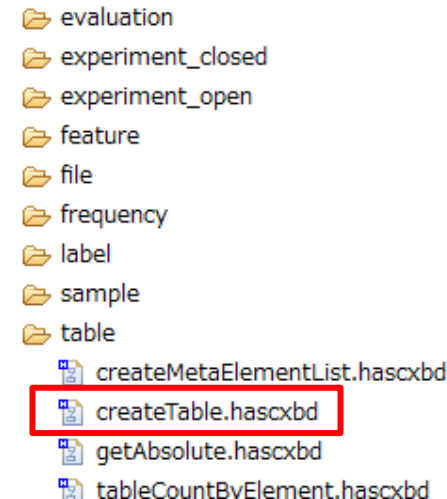 evaluation
experiment_closed
experiment_open
feature
file
frequency
label
sample
table
createMetaElementList.hascxbd
createTable.hascxbd
getAbsolute.hascxbd
tableCountByElement.hascxbd